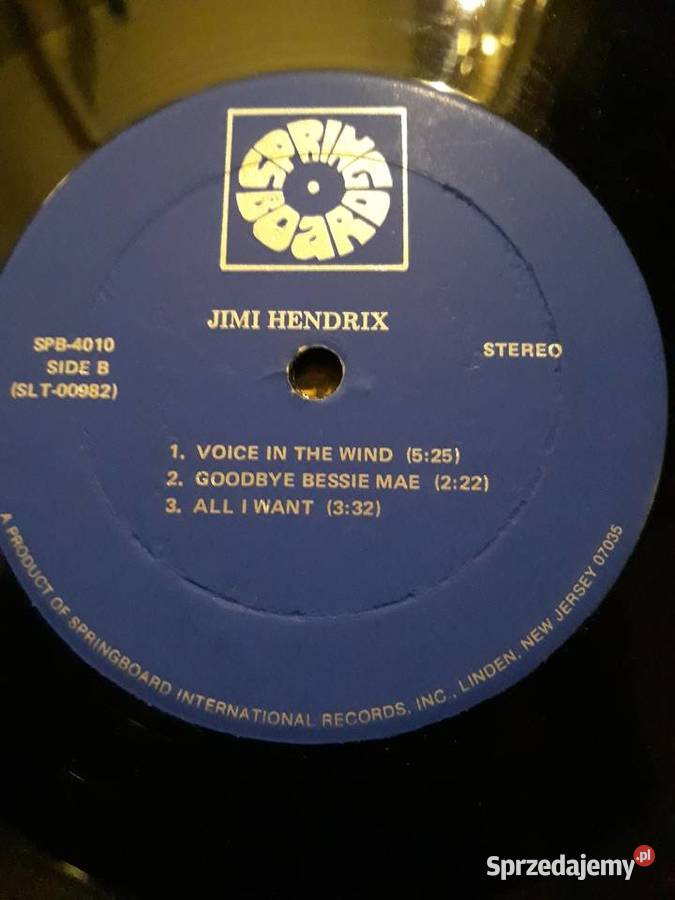 SPRING
BOARD
JIMI HENDRIX
SPB-4010
SIDE B
(SLT-00982)
STEREO
1. VOICE IN THE WIND (5:25)
2. GOODBYE BESSIE MAE (2:22)
3. ALL I WANT (3:32)
A PRODUCT OF SPRINGBOARD INTERNATIONAL RECORDS, INC., LINDEN, NEW JERSEY 07035
Sprzedajemy.pl